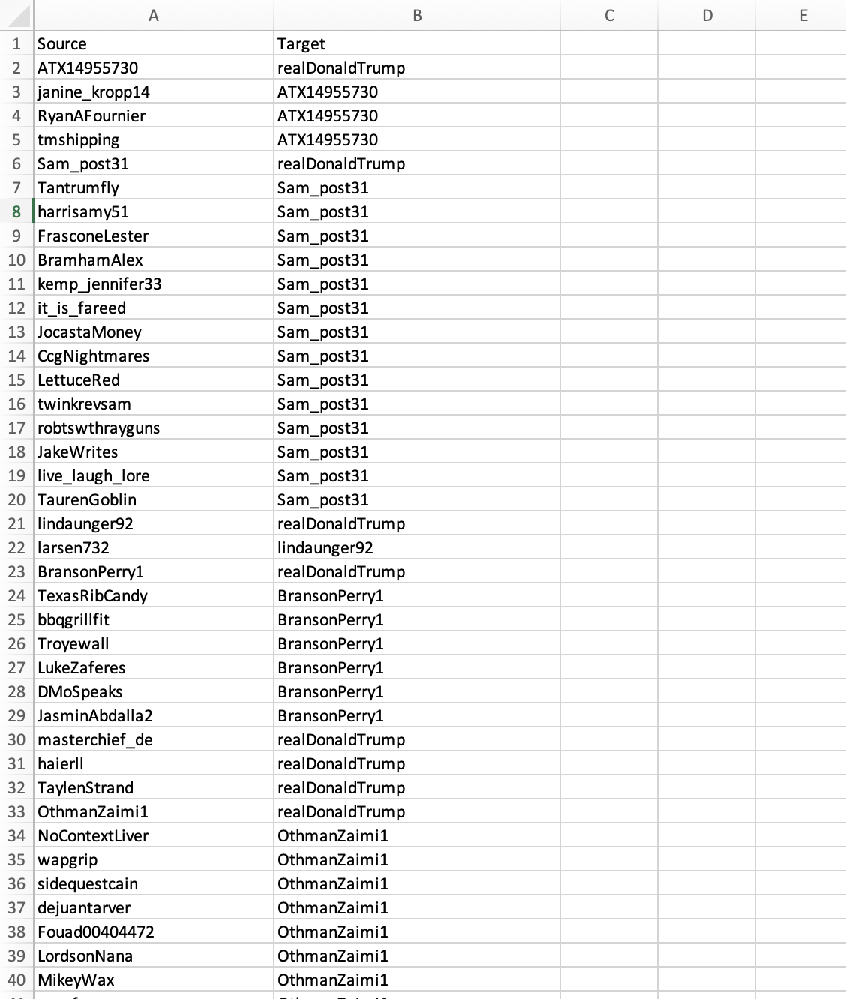 A B C D E
1 Source Target
2 ATX14955730 realDonaldTrump
3 janine_kropp14 ATX14955730
4 RyanAFournier ATX14955730
5 tmshipping ATX14955730
6 Sam_post31 realDonaldTrump
7 Tantrumfly Sam_post31
8 harrisamy51 Sam_post31
9 FrasconeLester Sam_post31
10 BramhamAlex Sam_post31
11 kemp_jennifer33 Sam_post31
12 it_is_fareed Sam_post31
13 JocastaMoney Sam_post31
14 CcgNightmares Sam_post31
15 LettuceRed Sam_post31
16 twinkrevsam Sam_post31
17 robtswthrayguns Sam_post31
18 JakeWrites Sam_post31
19 live_laugh_lore Sam_post31
20 TaurenGoblin Sam_post31
21 lindaunger92 realDonaldTrump
22 larsen732 lindaunger92
23 BransonPerry1 realDonaldTrump
24 TexasRibCandy BransonPerry1
25 bbqgrillfit BransonPerry1
26 Troyewall BransonPerry1
27 LukeZaferes BransonPerry1
28 DMoSpeaks BransonPerry1
29 JasminAbdalla2 BransonPerry1
30 masterchief_de realDonaldTrump
31 haierll realDonaldTrump
32 TaylenStrand realDonaldTrump
33 OthmanZaimi1 realDonaldTrump
34 NoContextLiver OthmanZaimi1
35 wapgrip OthmanZaimi1
36 sidequestcain OthmanZaimi1
37 dejuantarver OthmanZaimi1
38 Fouad00404472 OthmanZaimi1
39 LordsonNana OthmanZaimi1
40 MikeyWax OthmanZaimi1